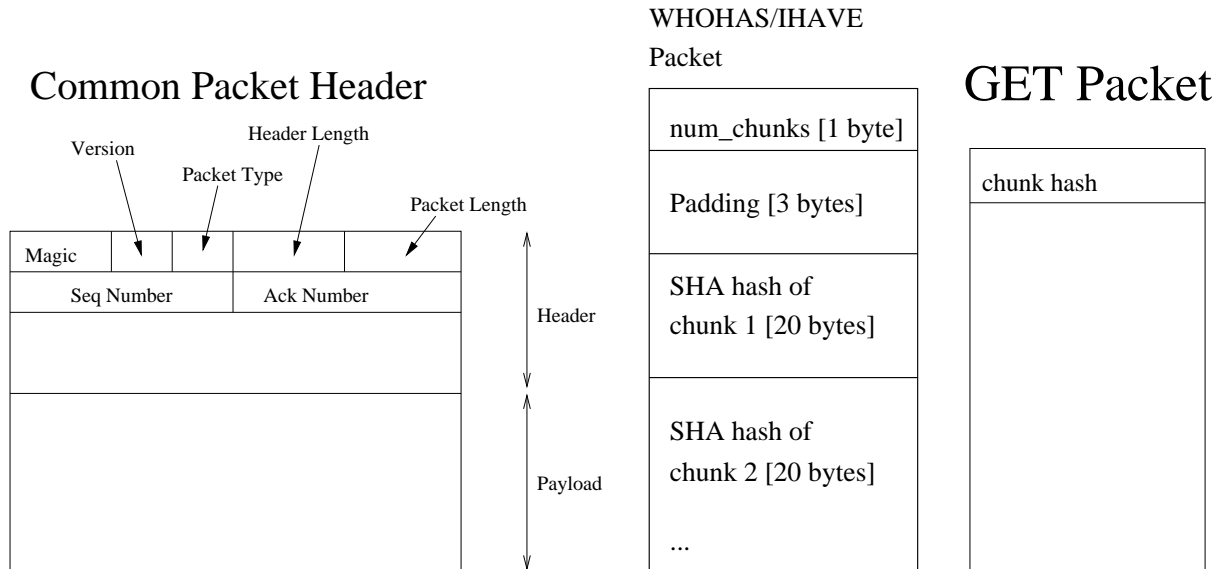 Common Packet Header
Version
Header Length
Packet Type
Packet Length
Magic
Seq Number
Ack Number
Header
Payload
WHOHAS/IHAVE
Packet
num_chunks [1 byte]
Padding [3 bytes]
SHA hash of
chunk 1 [20 bytes]
SHA hash of
chunk 2 [20 bytes]
...
GET Packet
chunk hash